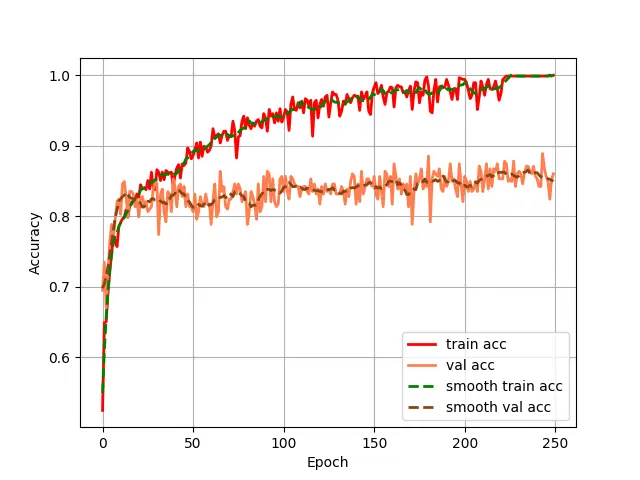 1.0
0.9
0.8
0.7
0.6
Accuracy
train acc
val acc
smooth train acc
smooth val acc
0 50 100 150 200 250
Epoch